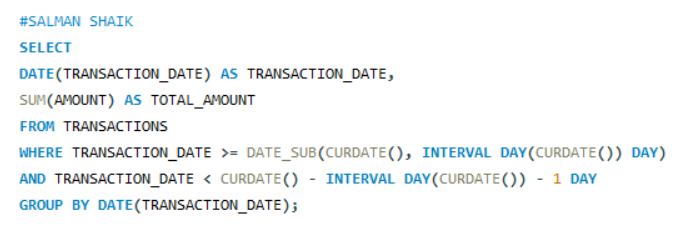 #SALMAN SHAIK
SELECT
DATE(TRANSACTION_DATE) AS TRANSACTION_DATE,
SUM(AMOUNT) AS TOTAL_AMOUNT
FROM TRANSACTIONS
WHERE TRANSACTION_DATE >= DATE_SUB(CURDATE(), INTERVAL DAY(CURDATE()) DAY)
AND TRANSACTION_DATE < CURDATE() - INTERVAL DAY(CURDATE()) - 1 DAY
GROUP BY DATE(TRANSACTION_DATE);